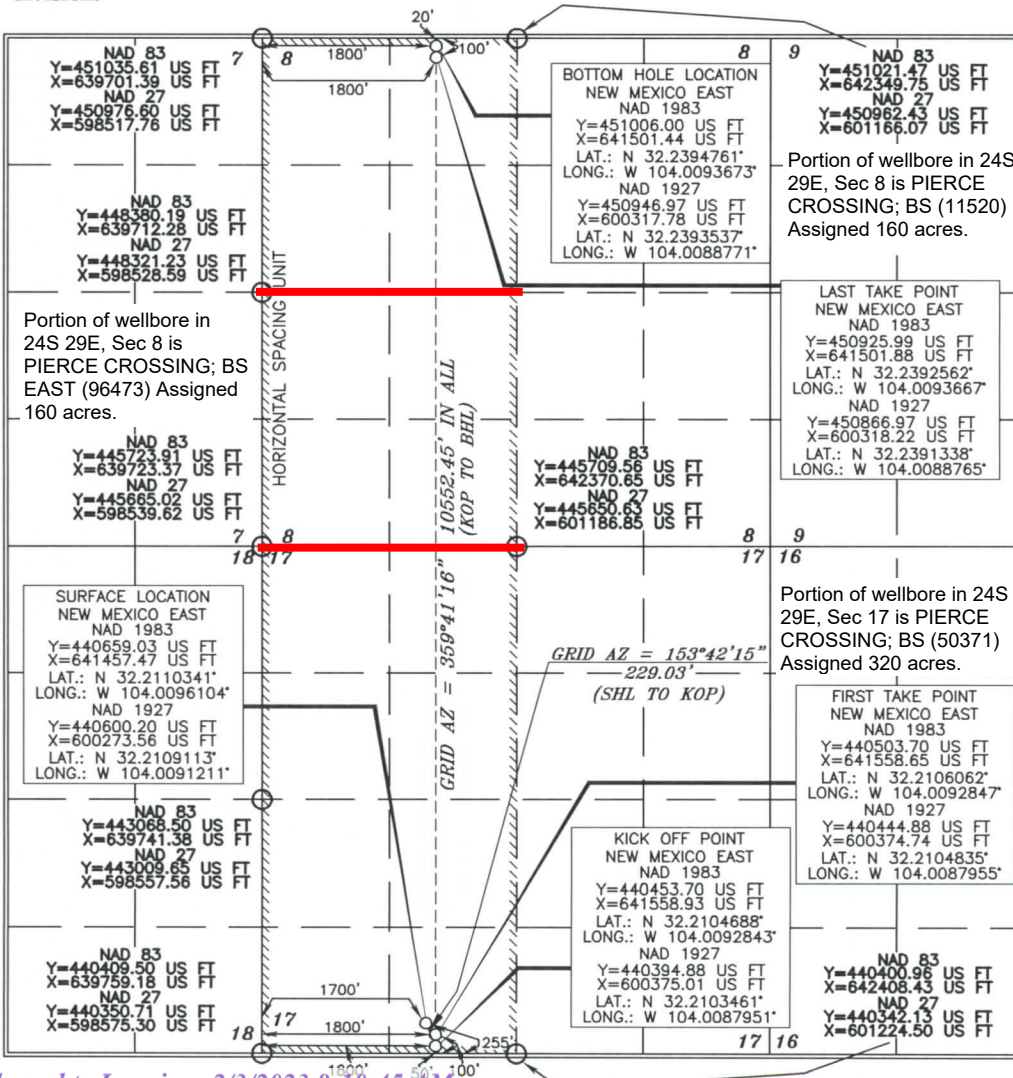 20'
1800'
100'
1800'
7
8
8
9
NAD 83
Y=451035.61 US FT
X=639701.39 US FT
NAD 27
Y=450976.60 US FT
X=598517.76 US FT
BOTTOM HOLE LOCATION
NEW MEXICO EAST
NAD 1983
Y=451006.00 US FT
X=641501.44 US FT
LAT.: N 32.2394761°
LONG.: W 104.0093673°
NAD 1927
Y=450946.97 US FT
X=600317.78 US FT
LAT.: N 32.2393537°
LONG.: W 104.0088771°
NAD 83
Y=451021.47 US FT
X=642349.75 US FT
NAD 27
Y=450962.43 US FT
X=601166.07 US FT
Portion of wellbore in 24S
29E, Sec 8 is PIERCE
CROSSING; BS (11520)
Assigned 160 acres.
NAD 83
Y=448380.19 US FT
X=639712.28 US FT
NAD 27
Y=448321.23 US FT
X=598528.59 US FT
HORIZONTAL SPACING UNIT
LAST TAKE POINT
NEW MEXICO EAST
NAD 1983
Y=450925.99 US FT
X=641501.88 US FT
LAT.: N 32.2392562°
LONG.: W 104.0093667°
NAD 1927
Y=450866.97 US FT
X=600318.22 US FT
LAT.: N 32.2391338°
LONG.: W 104.0088765°
Portion of wellbore in
24S 29E, Sec 8 is
PIERCE CROSSING; BS
EAST (96473) Assigned
160 acres.
GRID AZ = 359°41'16" 10552.45' IN ALL
(KOP TO BHL)
NAD 83
Y=445723.91 US FT
X=639723.37 US FT
NAD 27
Y=445665.02 US FT
X=598539.62 US FT
NAD 83
Y=445709.56 US FT
X=642370.65 US FT
NAD 27
Y=445650.63 US FT
X=601186.85 US FT
7
8
8
9
18
17
17
16
SURFACE LOCATION
NEW MEXICO EAST
NAD 1983
Y=440659.03 US FT
X=641457.47 US FT
LAT.: N 32.2110341°
LONG.: W 104.0096104°
NAD 1927
Y=440600.20 US FT
X=600273.56 US FT
LAT.: N 32.2109113°
LONG.: W 104.0091211°
GRID AZ = 153°42'15"
229.03'
(SHL TO KOP)
Portion of wellbore in 24S
29E, Sec 17 is PIERCE
CROSSING; BS (50371)
Assigned 320 acres.
FIRST TAKE POINT
NEW MEXICO EAST
NAD 1983
Y=440503.70 US FT
X=641558.65 US FT
LAT.: N 32.2106062°
LONG.: W 104.0092847°
NAD 1927
Y=440444.88 US FT
X=600374.74 US FT
LAT.: N 32.2104835°
LONG.: W 104.0087955°
NAD 83
Y=443068.50 US FT
X=639741.38 US FT
NAD 27
Y=443009.65 US FT
X=598557.56 US FT
KICK OFF POINT
NEW MEXICO EAST
NAD 1983
Y=440453.70 US FT
X=641558.93 US FT
LAT.: N 32.2104688°
LONG.: W 104.0092843°
NAD 1927
Y=440394.88 US FT
X=600375.01 US FT
LAT.: N 32.2103461°
LONG.: W 104.0087951°
NAD 83
Y=440409.50 US FT
X=639759.18 US FT
NAD 27
Y=440350.71 US FT
X=598575.30 US FT
NAD 83
Y=440400.96 US FT
X=642408.43 US FT
NAD 27
Y=440342.13 US FT
X=601224.50 US FT
1700'
18
17
1800'
255'
17
16
1800'
50'
100'